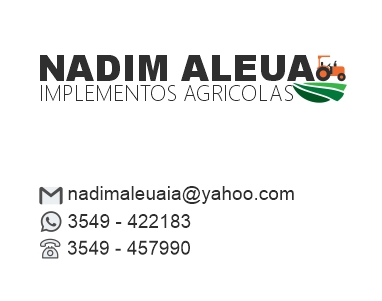 NADIM ALEUA
IMPLEMENTOS AGRICOLAS
nadimaleuaia@yahoo.com
3549 - 422183
3549 - 457990